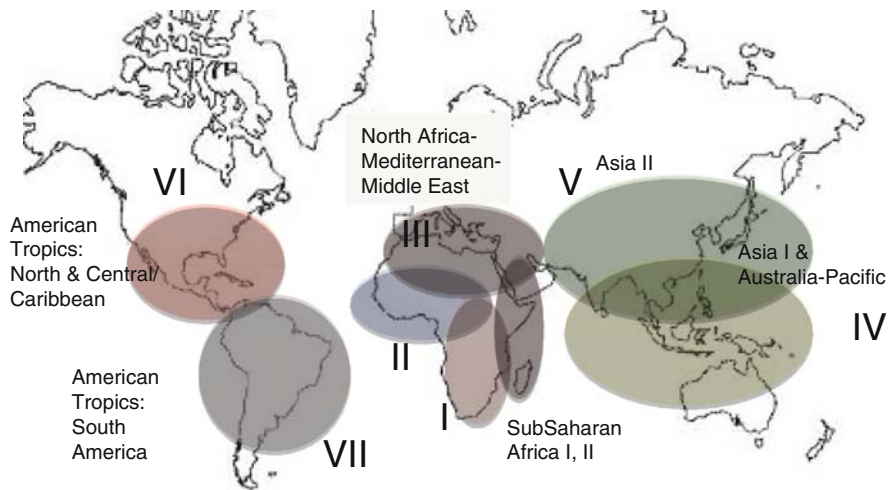 North Africa-
Mediterranean-
Middle East
VI
V
Asia II
American
Tropics:
North & Central/
Caribbean
III
Asia I &
Australia-Pacific
IV
II
American
Tropics:
South
America
I
SubSaharan
Africa I, II
VII